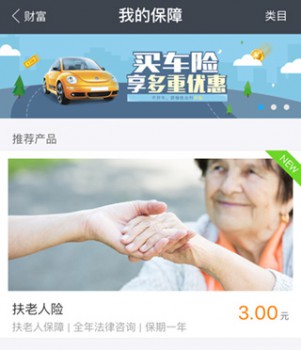 财富
我的保障
类目
买车险
享多重优惠
推荐产品
NEW
扶老人险
3.00元
扶老人保障 | 全年法律咨询 | 保期一年